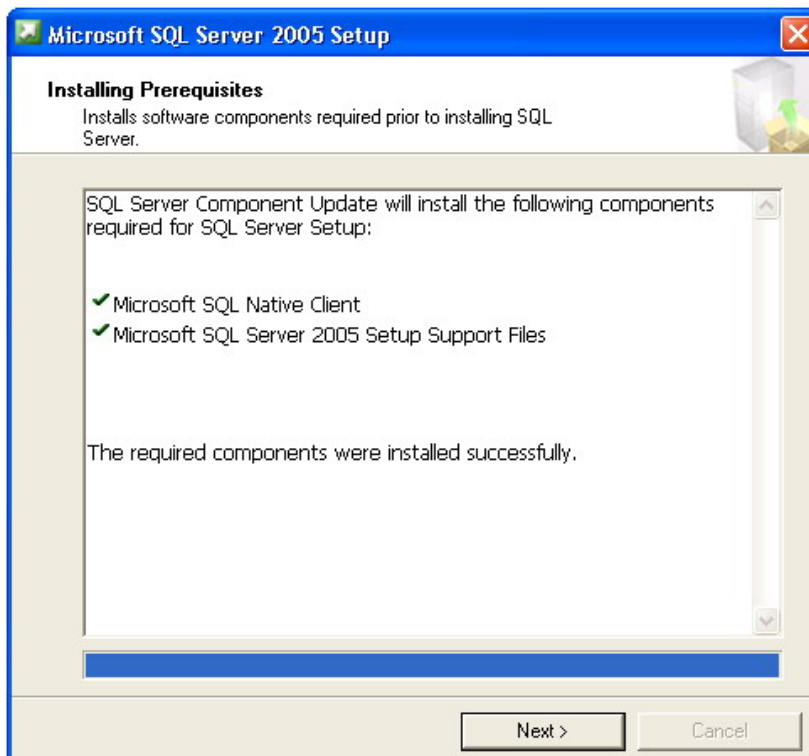 Microsoft SQL Server 2005 Setup
Installing Prerequisites
Installs software components required prior to installing SQL
Server.
SQL Server Component Update will install the following components
required for SQL Server Setup:
Microsoft SQL Native Client
Microsoft SQL Server 2005 Setup Support Files
The required components were installed successfully.
Next >
Cancel